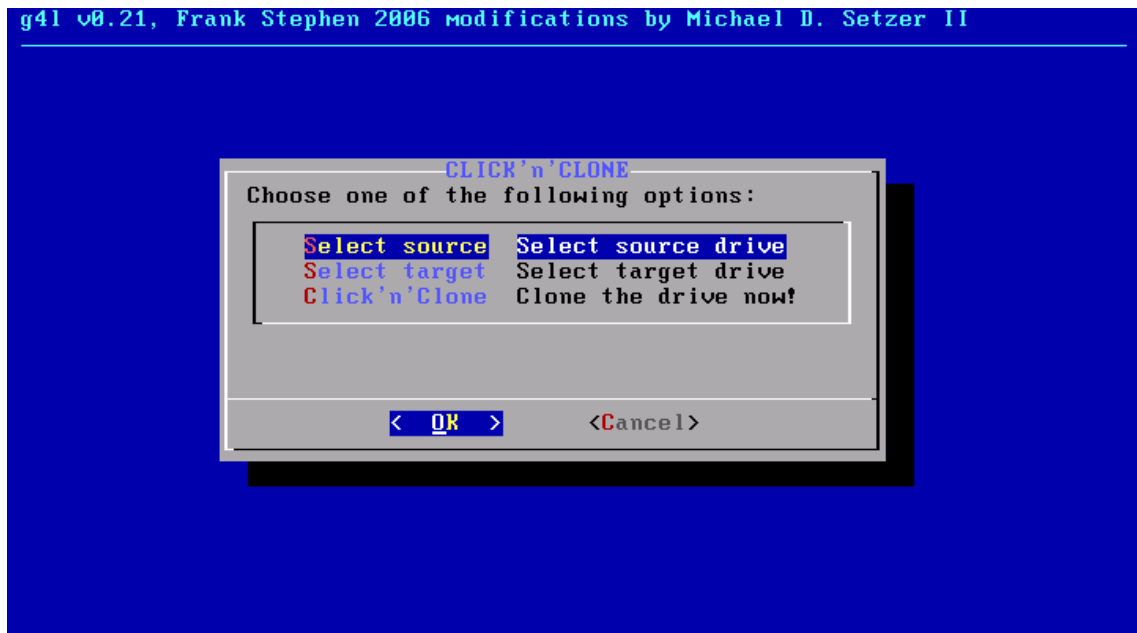 g4l v0.21, Frank Stephen 2006 modifications by Michael D. Setzer II
CLICK'n'CLONE
Choose one of the following options:
Select source Select source drive
Select target Select target drive
Click'n'Clone Clone the drive now!
< OK > <Cancel>